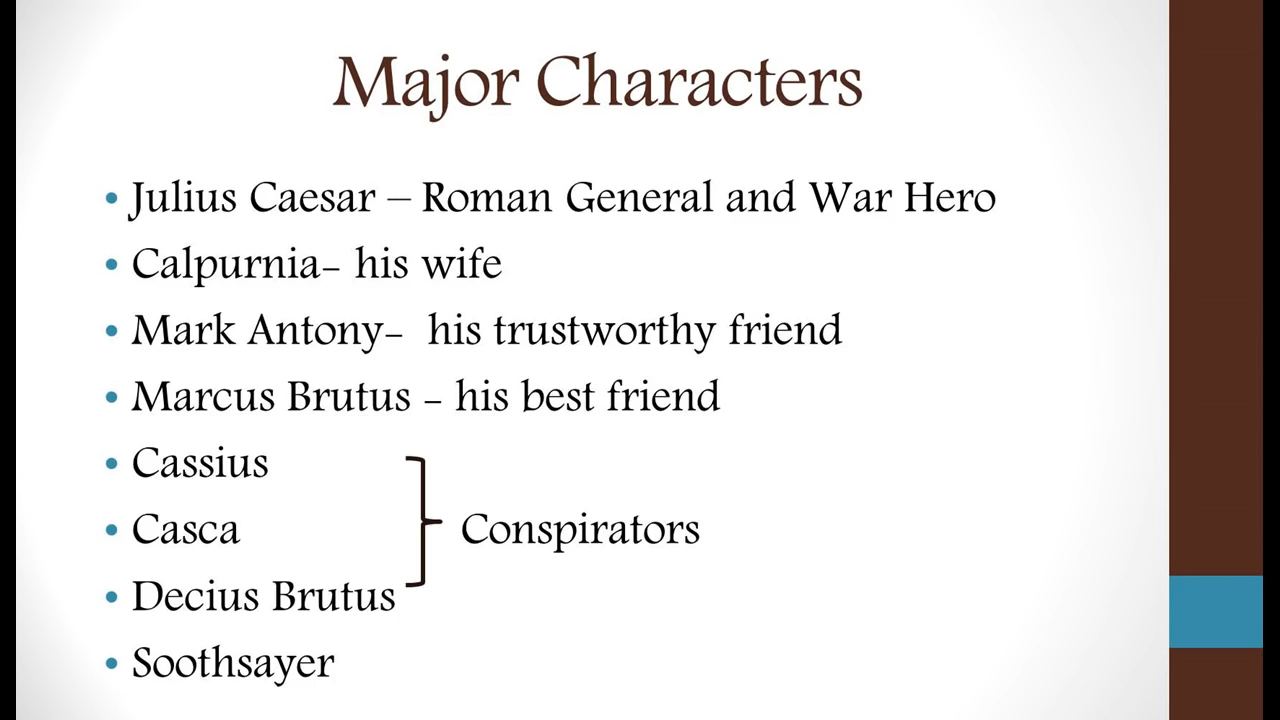 Major Characters
• Julius Caesar – Roman General and War Hero
• Calpurnia- his wife
• Mark Antony-  his trustworthy friend
• Marcus Brutus - his best friend
• Cassius
• Casca
Conspirators
• Decius Brutus
• Soothsayer